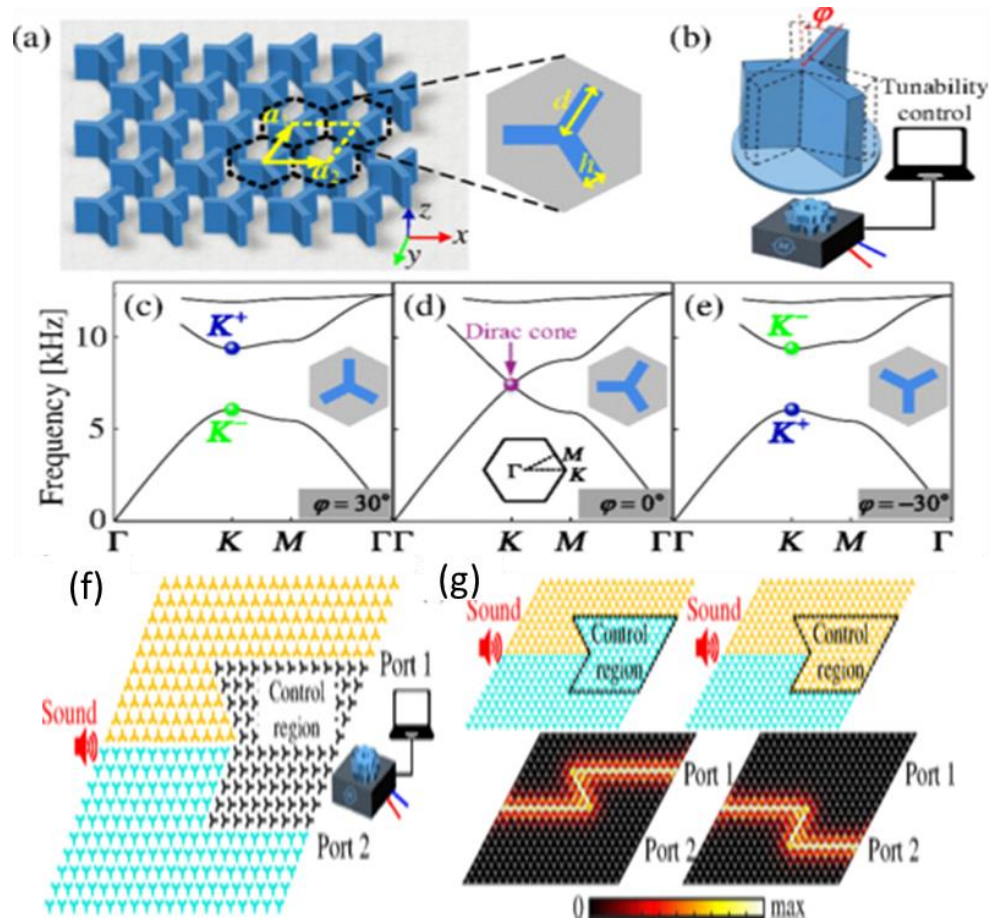 (a)
a₁
a₂
z
x
y
d
h
(b)
φ
Tunability
control
M
Frequency [kHz]
10
5
0
(c)
K⁺
K⁻
φ = 30°
(d)
Dirac cone
Γ
M
K
φ = 0°
(e)
K⁻
K⁺
φ = −30°
Γ K M Γ Γ K M Γ Γ K M Γ
(f)
Sound
Control
region
Port 1
Port 2
(g)
Sound
Control
region
Sound
Control
region
Port 1
Port 2
Port 1
Port 2
0 max